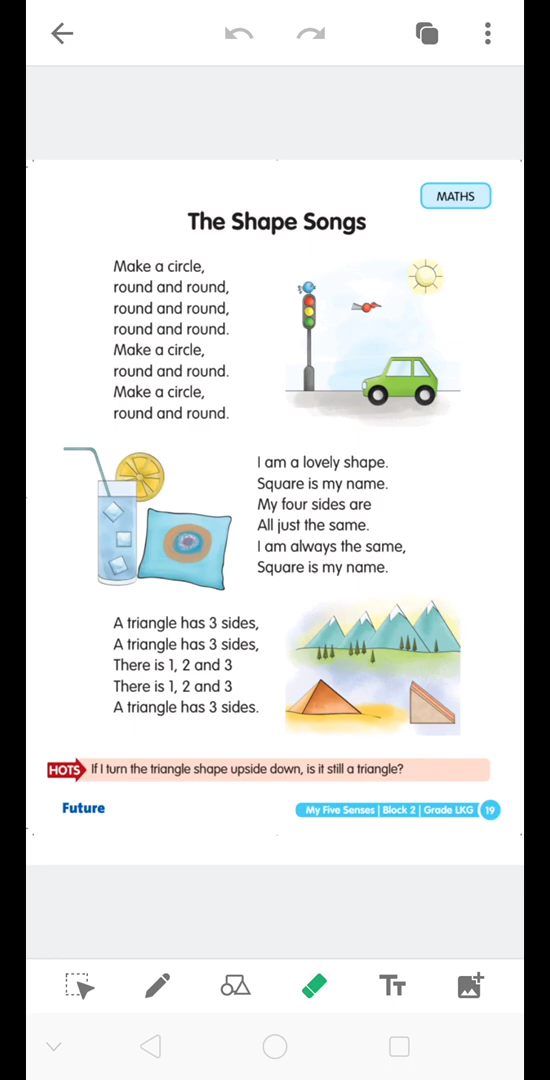 MATHS
The Shape Songs
Make a circle,
round and round,
round and round,
round and round.
Make a circle,
round and round.
Make a circle,
round and round.
I am a lovely shape.
Square is my name.
My four sides are
All just the same.
I am always the same,
Square is my name.
A triangle has 3 sides,
A triangle has 3 sides,
There is 1, 2 and 3
There is 1, 2 and 3
A triangle has 3 sides.
HOTS If I turn the triangle shape upside down, is it still a triangle?
Future
My Five Senses | Block 2 | Grade LKG 19
TT